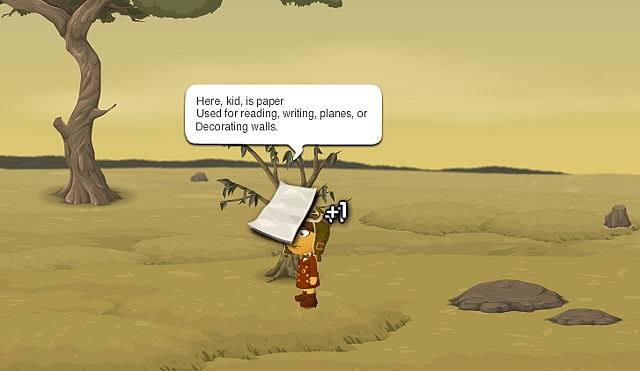 Here, kid, is paper
Used for reading, writing, planes, or
Decorating walls.
+1